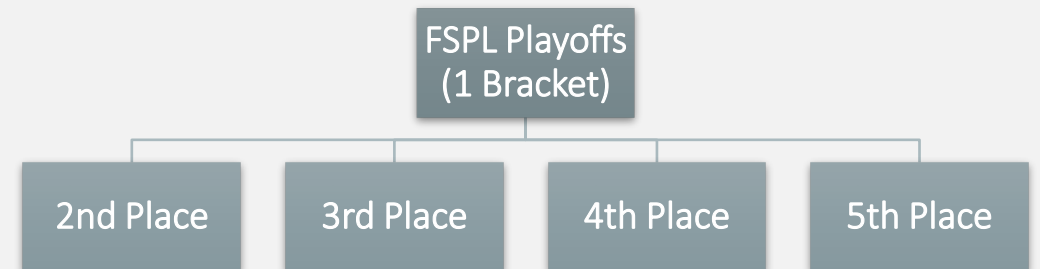 FSPL Playoffs
(1 Bracket)
2nd Place
3rd Place
4th Place
5th Place